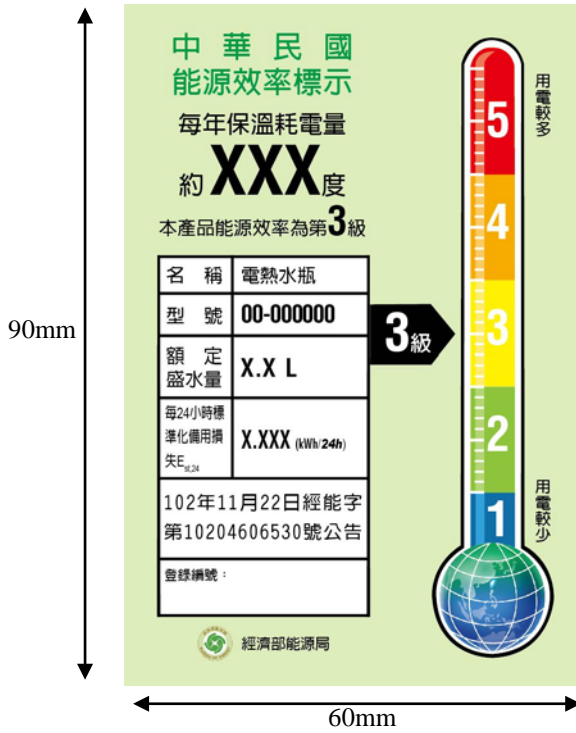 中華民國
能源效率標示
每年保溫耗電量
約XXX度
本產品能源效率為第3級
名稱 電熱水瓶
型號 00-000000
額定盛水量 X.X L
每24小時標
準化備用損
失E_st,24 X.XXX (kWh/24h)
102年11月22日經能字
第10204606530號公告
登錄編號：
經濟部能源局
3級
用電較多
5
4
3
2
1
用電較少
90mm
60mm